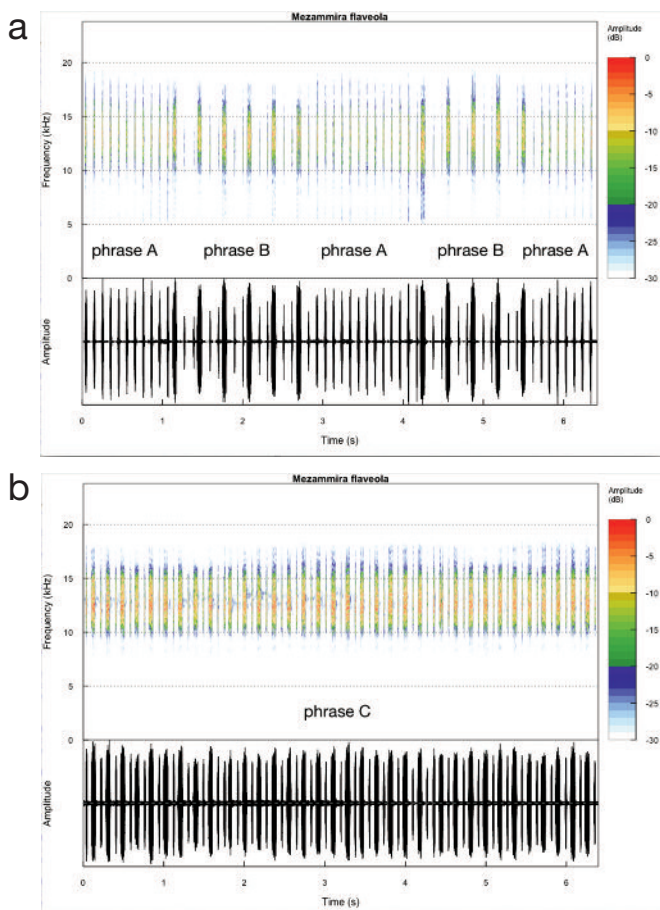 a
Mezammira flaveola
Amplitude
(dB)
20
15
10
5
0
Frequency (kHz)
0
-5
-10
-15
-20
-25
-30
phrase A
phrase B
phrase A
phrase B
phrase A
Amplitude
0
1
2
3
4
5
6
Time (s)
b
Mezammira flaveola
Amplitude
(dB)
20
15
10
5
0
Frequency (kHz)
0
-5
-10
-15
-20
-25
-30
phrase C
Amplitude
0
1
2
3
4
5
6
Time (s)